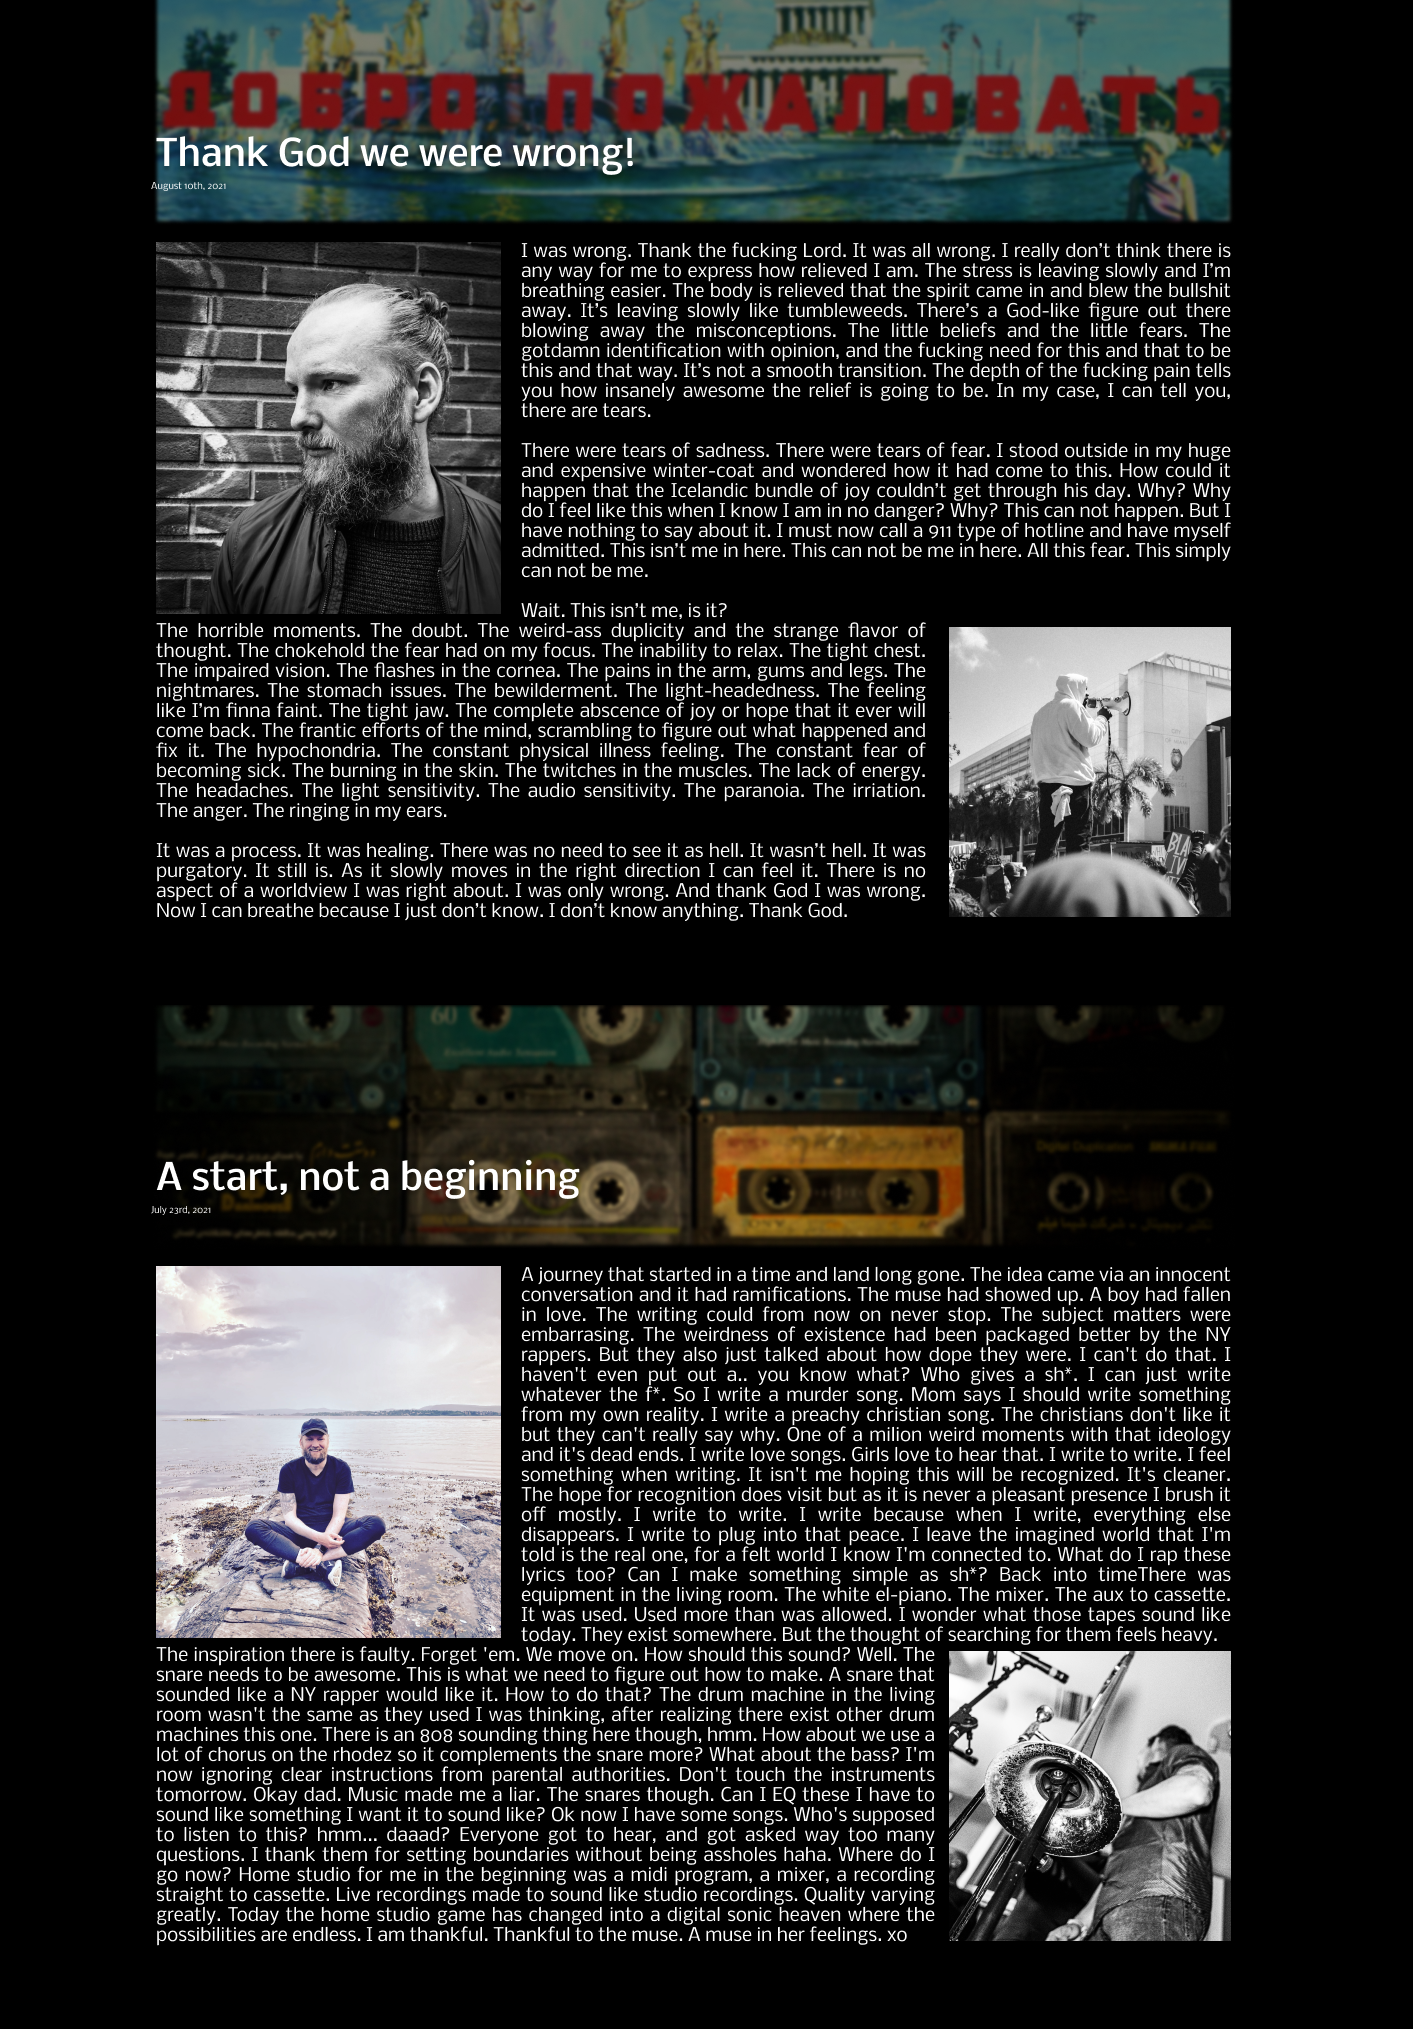 ДОБРО ПОЖАЛОВАТЬ
Thank God we were wrong!
August 10th, 2021
I was wrong. Thank the fucking Lord. It was all wrong. I really don’t think there is
any way for me to express how relieved I am. The stress is leaving slowly and I’m
breathing easier. The body is relieved that the spirit came in and blew the bullshit
away. It’s leaving slowly like tumbleweeds. There’s a God-like figure out there
blowing away the misconceptions. The little beliefs and the little fears. The
gotdamn identification with opinion, and the fucking need for this and that to be
this and that way. It’s not a smooth transition. The depth of the fucking pain tells
you how insanely awesome the relief is going to be. In my case, I can tell you,
there are tears.
There were tears of sadness. There were tears of fear. I stood outside in my huge
and expensive winter-coat and wondered how it had come to this. How could it
happen that the Icelandic bundle of joy couldn’t get through his day. Why? Why
do I feel like this when I know I am in no danger? Why? This can not happen. But I
have nothing to say about it. I must now call a 911 type of hotline and have myself
admitted. This isn’t me in here. This can not be me in here. All this fear. This simply
can not be me.
Wait. This isn’t me, is it?
The horrible moments. The doubt. The weird-ass duplicity and the strange flavor of
thought. The chokehold the fear had on my focus. The inability to relax. The tight chest.
The impaired vision. The flashes in the cornea. The pains in the arm, gums and legs. The
nightmares. The stomach issues. The bewilderment. The light-headedness. The feeling
like I’m finna faint. The tight jaw. The complete abscence of joy or hope that it ever will
come back. The frantic efforts of the mind, scrambling to figure out what happened and
fix it. The hypochondria. The constant physical illness feeling. The constant fear of
becoming sick. The burning in the skin. The twitches in the muscles. The lack of energy.
The headaches. The light sensitivity. The audio sensitivity. The paranoia. The irriation.
The anger. The ringing in my ears.
It was a process. It was healing. There was no need to see it as hell. It wasn’t hell. It was
purgatory. It still is. As it slowly moves in the right direction I can feel it. There is no
aspect of a worldview I was right about. I was only wrong. And thank God I was wrong.
Now I can breathe because I just don’t know. I don’t know anything. Thank God.
60
A start, not a beginning
July 23rd, 2021
A journey that started in a time and land long gone. The idea came via an innocent
conversation and it had ramifications. The muse had showed up. A boy had fallen
in love. The writing could from now on never stop. The subject matters were
embarrasing. The weirdness of existence had been packaged better by the NY
rappers. But they also just talked about how dope they were. I can't do that. I
haven't even put out a.. you know what? Who gives a sh*. I can just write
whatever the f*. So I write a murder song. Mom says I should write something
from my own reality. I write a preachy christian song. The christians don't like it
but they can't really say why. One of a milion weird moments with that ideology
and it's dead ends. I write love songs. Girls love to hear that. I write to write. I feel
something when writing. It isn't me hoping this will be recognized. It's cleaner.
The hope for recognition does visit but as it is never a pleasant presence I brush it
off mostly. I write to write. I write because when I write, everything else
disappears. I write to plug into that peace. I leave the imagined world that I'm
told is the real one, for a felt world I know I'm connected to. What do I rap these
lyrics too? Can I make something simple as sh*? Back into timeThere was
equipment in the living room. The white el-piano. The mixer. The aux to cassette.
It was used. Used more than was allowed. I wonder what those tapes sound like
today. They exist somewhere. But the thought of searching for them feels heavy.
The inspiration there is faulty. Forget 'em. We move on. How should this sound? Well. The
snare needs to be awesome. This is what we need to figure out how to make. A snare that
sounded like a NY rapper would like it. How to do that? The drum machine in the living
room wasn't the same as they used I was thinking, after realizing there exist other drum
machines this one. There is an 808 sounding thing here though, hmm. How about we use a
lot of chorus on the rhodez so it complements the snare more? What about the bass? I'm
now ignoring clear instructions from parental authorities. Don't touch the instruments
tomorrow. Okay dad. Music made me a liar. The snares though. Can I EQ these I have to
sound like something I want it to sound like? Ok now I have some songs. Who's supposed
to listen to this? hmm... daaad? Everyone got to hear, and got asked way too many
questions. I thank them for setting boundaries without being assholes haha. Where do I
go now? Home studio for me in the beginning was a midi program, a mixer, a recording
straight to cassette. Live recordings made to sound like studio recordings. Quality varying
greatly. Today the home studio game has changed into a digital sonic heaven where the
possibilities are endless. I am thankful. Thankful to the muse. A muse in her feelings. xo